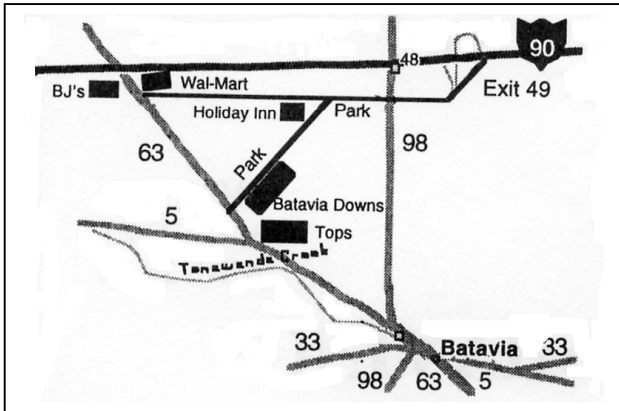 48
90
Wal-Mart
BJ's
Exit 49
Holiday Inn
Park
63
98
Park
Batavia Downs
5
Tops
Tonawanda Creek
33
Batavia
33
98
63
5